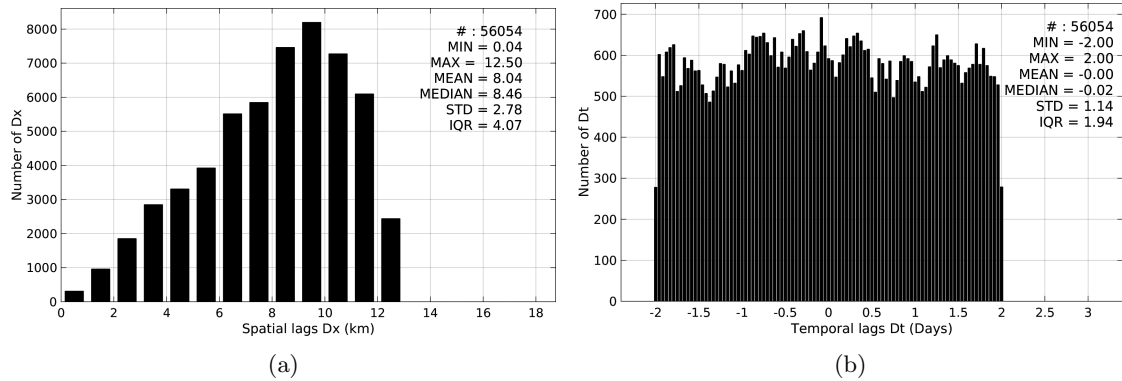 8000
7000
6000
5000
4000
3000
2000
1000
0
Number of Dx
# : 56054
MIN = 0.04
MAX = 12.50
MEAN = 8.04
MEDIAN = 8.46
STD = 2.78
IQR = 4.07
0 2 4 6 8 10 12 14 16 18
Spatial lags Dx (km)
(a)
700
600
500
400
300
200
100
0
Number of Dt
# : 56054
MIN = -2.00
MAX = 2.00
MEAN = -0.00
MEDIAN = -0.02
STD = 1.14
IQR = 1.94
-2 -1.5 -1 -0.5 0 0.5 1 1.5 2 2.5 3
Temporal lags Dt (Days)
(b)